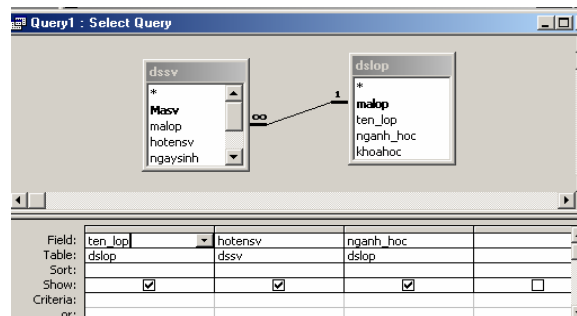 Query1 : Select Query
dssv
*
Masv
malop
hotensv
ngaysinh
∞
1
dslop
*
malop
ten_lop
nganh_hoc
khoahoc
Field: ten_lop hotensv nganh_hoc
Table: dslop dssv dslop
Sort:
Show:
Criteria:
or: